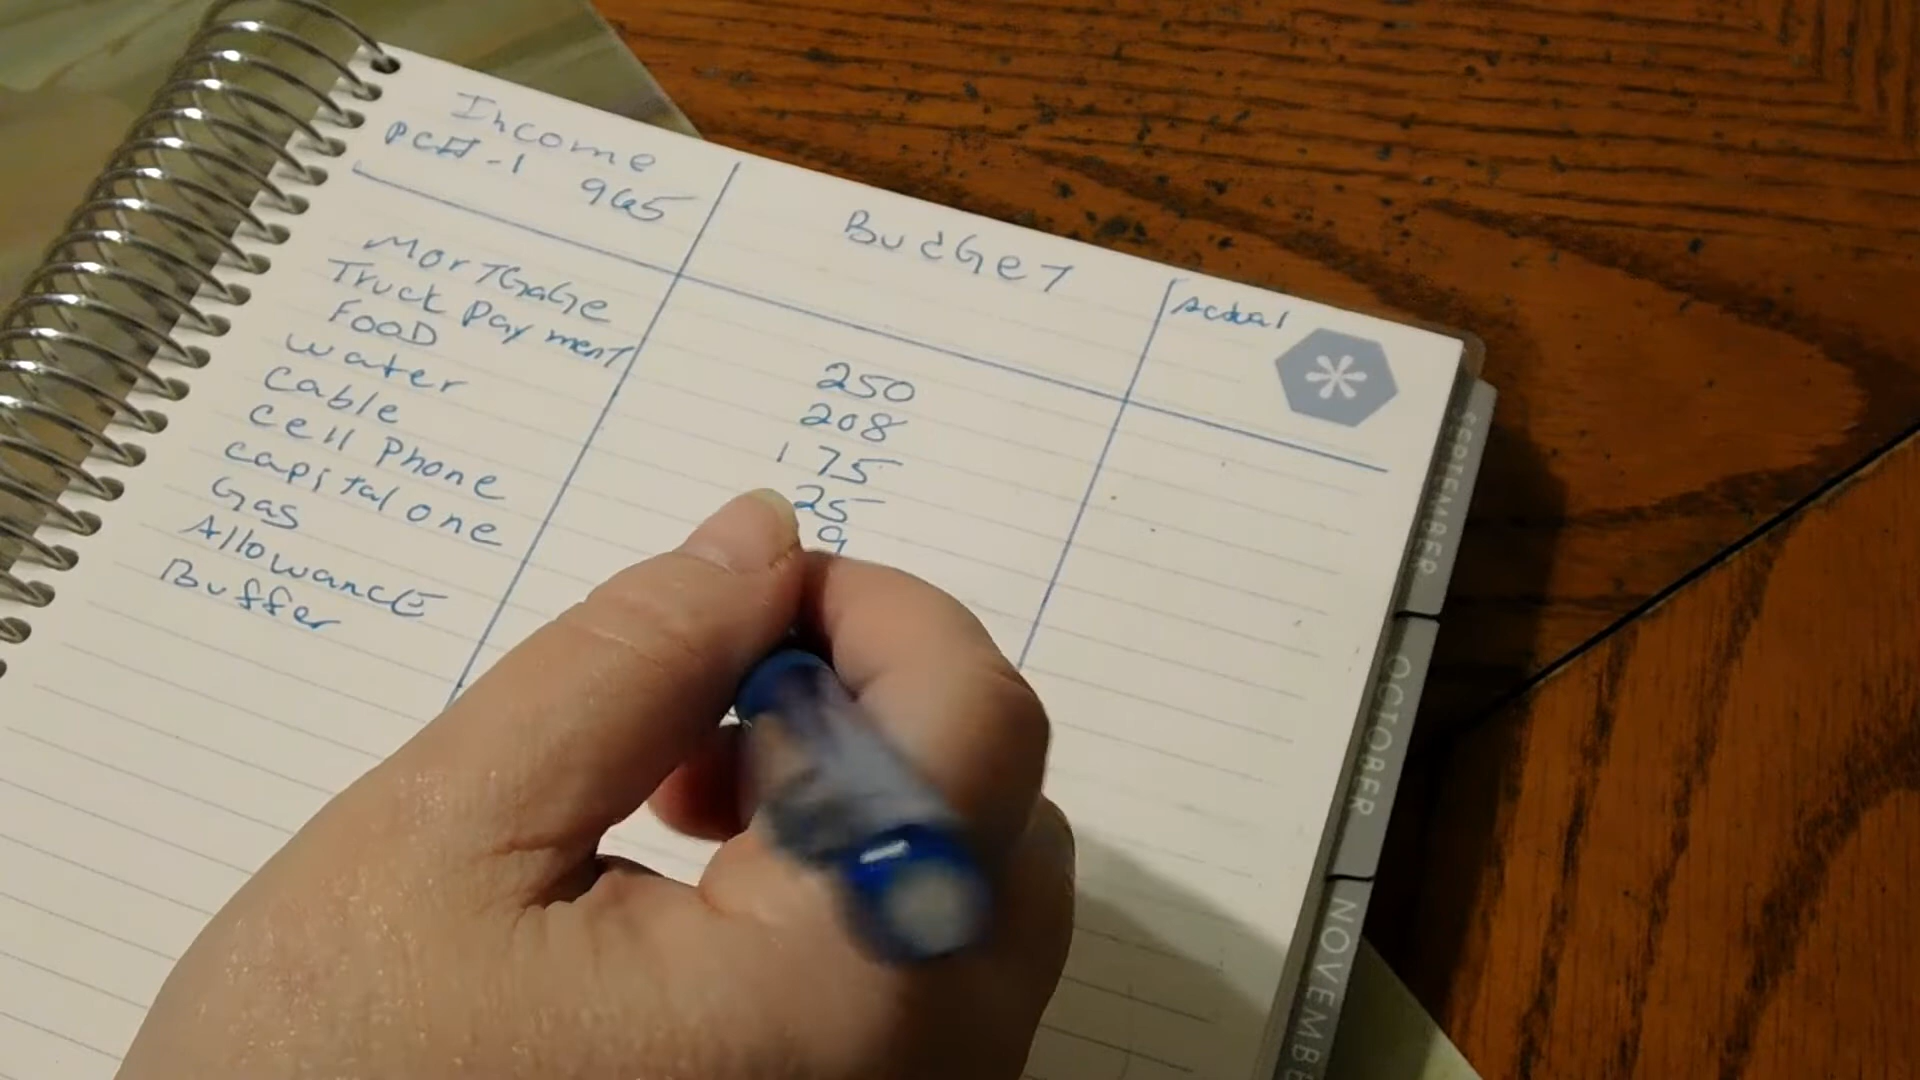 Income
PCH-1 965
Budget
Actual
Mortgage
Truck Payment
Food
Water
Cable
Cell Phone
Capital one
Gas
Allowance
Buffer
250
208
175
25
9
SEPTEMBER
OCTOBER
NOVEMBE